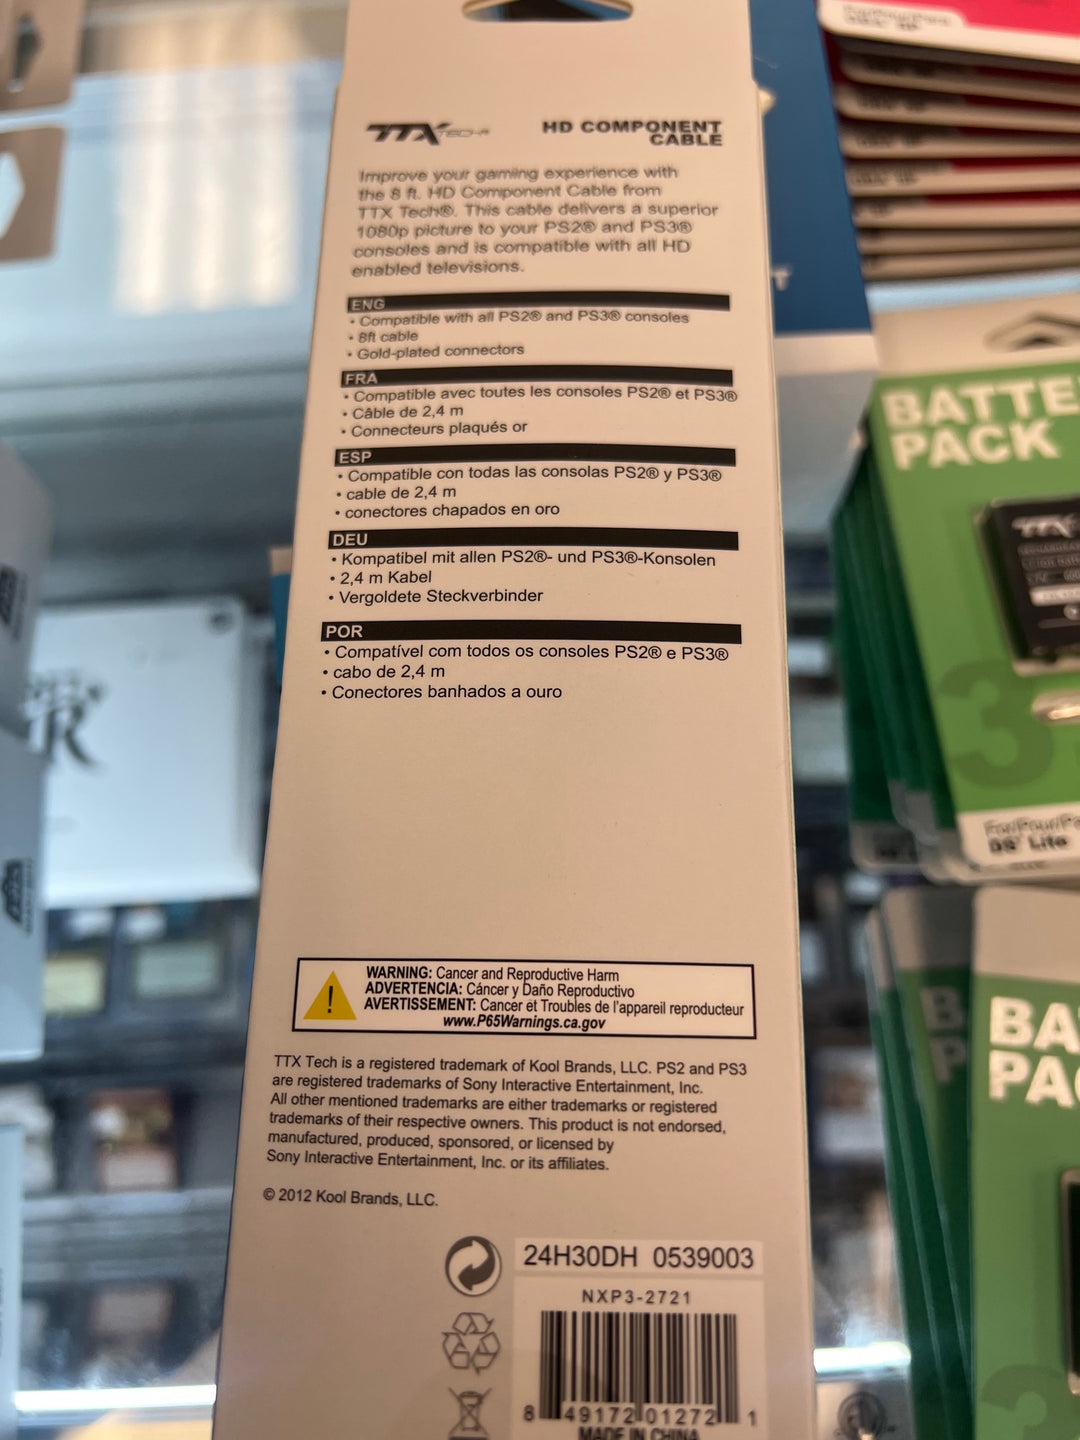 TTX TECH
HD COMPONENT
CABLE
Improve your gaming experience with
the 8 ft. HD Component Cable from
TTX Tech®. This cable delivers a superior
1080p picture to your PS2® and PS3®
consoles and is compatible with all HD
enabled televisions.
ENG
• Compatible with all PS2® and PS3® consoles
• 8ft cable
• Gold-plated connectors
FRA
• Compatible avec toutes les consoles PS2® et PS3®
• Câble de 2,4 m
• Connecteurs plaqués or
ESP
• Compatible con todas las consolas PS2® y PS3®
• cable de 2,4 m
• conectores chapados en oro
DEU
• Kompatibel mit allen PS2®- und PS3®-Konsolen
• 2,4 m Kabel
• Vergoldete Steckverbinder
POR
• Compatível com todos os consoles PS2® e PS3®
• cabo de 2,4 m
• Conectores banhados a ouro
WARNING: Cancer and Reproductive Harm
ADVERTENCIA: Cáncer y Daño Reproductivo
AVERTISSEMENT: Cancer et Troubles de l'appareil reproducteur
www.P65Warnings.ca.gov
TTX Tech is a registered trademark of Kool Brands, LLC. PS2 and PS3
are registered trademarks of Sony Interactive Entertainment, Inc.
All other mentioned trademarks are either trademarks or registered
trademarks of their respective owners. This product is not endorsed,
manufactured, produced, sponsored, or licensed by
Sony Interactive Entertainment, Inc. or its affiliates.
© 2012 Kool Brands, LLC.
24H30DH 0539003
NXP3-2721
8 49172 01272 1
MADE IN CHINA
BATTE
PACK
TTX
For/Pour/Pa
DS Lite
BA
PA